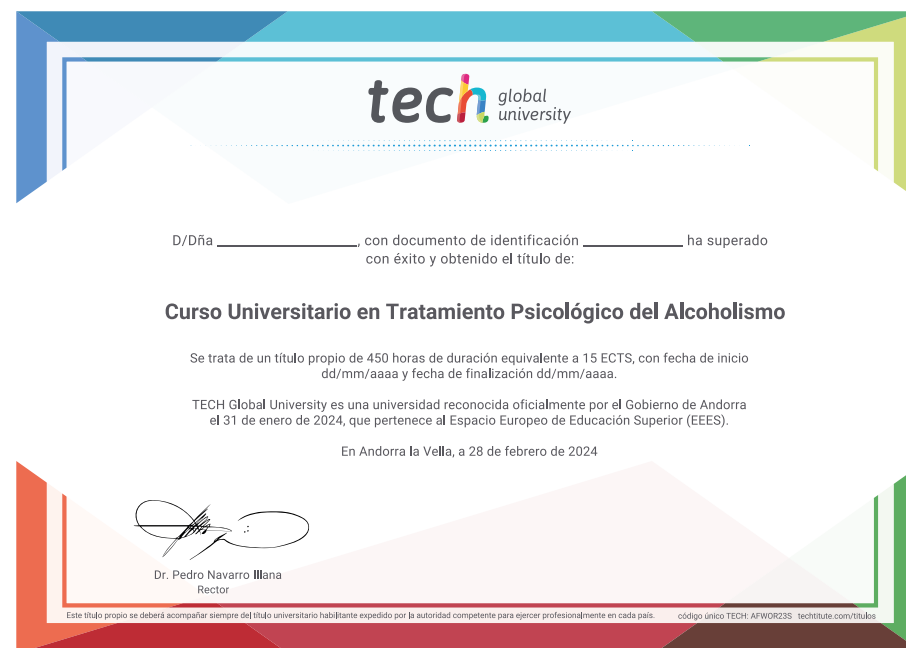 tech global university
D/Dña ____________________, con documento de identificación ______________ ha superado
con éxito y obtenido el título de:
Curso Universitario en Tratamiento Psicológico del Alcoholismo
Se trata de un título propio de 450 horas de duración equivalente a 15 ECTS, con fecha de inicio
dd/mm/aaaa y fecha de finalización dd/mm/aaaa.
TECH Global University es una universidad reconocida oficialmente por el Gobierno de Andorra
el 31 de enero de 2024, que pertenece al Espacio Europeo de Educación Superior (EEES).
En Andorra la Vella, a 28 de febrero de 2024
Dr. Pedro Navarro Illana
Rector
Este título propio se deberá acompañar siempre del título universitario habilitante expedido por la autoridad competente para ejercer profesionalmente en cada país.
código único TECH: AFWOR23S techtitute.com/titulos